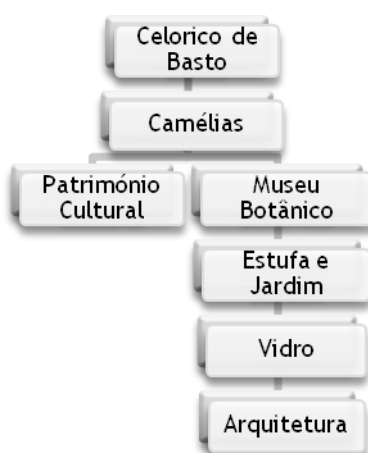 Celorico de
Basto
Camélias
Património
Cultural
Museu
Botânico
Estufa e
Jardim
Vidro
Arquitetura